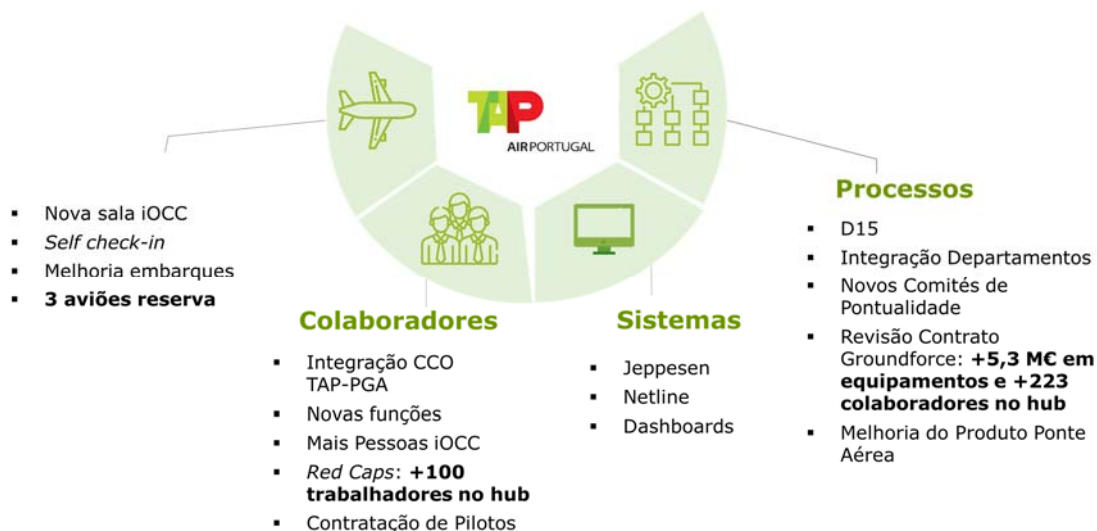 TAP
AIRPORTUGAL
▪ Nova sala iOCC
▪ Self check-in
▪ Melhoria embarques
▪ 3 aviões reserva
Colaboradores
▪ Integração CCO
TAP-PGA
▪ Novas funções
▪ Mais Pessoas iOCC
▪ Red Caps: +100
trabalhadores no hub
▪ Contratação de Pilotos
Sistemas
▪ Jeppesen
▪ Netline
▪ Dashboards
Processos
▪ D15
▪ Integração Departamentos
▪ Novos Comités de
Pontualidade
▪ Revisão Contrato
Groundforce: +5,3 M€ em
equipamentos e +223
colaboradores no hub
▪ Melhoria do Produto Ponte
Aérea